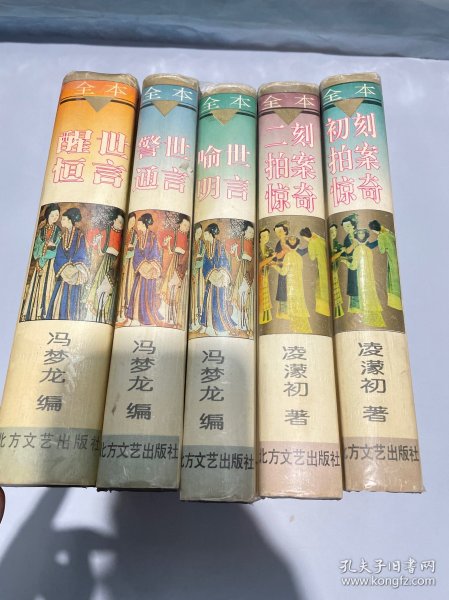 全本
醒世
恒言
冯梦龙 编
北方文艺出版社
全本
警世
通言
冯梦龙 编
北方文艺出版社
全本
喻世
明言
冯梦龙 编
北方文艺出版社
全本
二刻
拍案
惊奇
凌濛初 著
北方文艺出版社
全本
初刻
拍案
惊奇
凌濛初 著
北方文艺出版社
孔夫子旧书网
www.kongfz.com